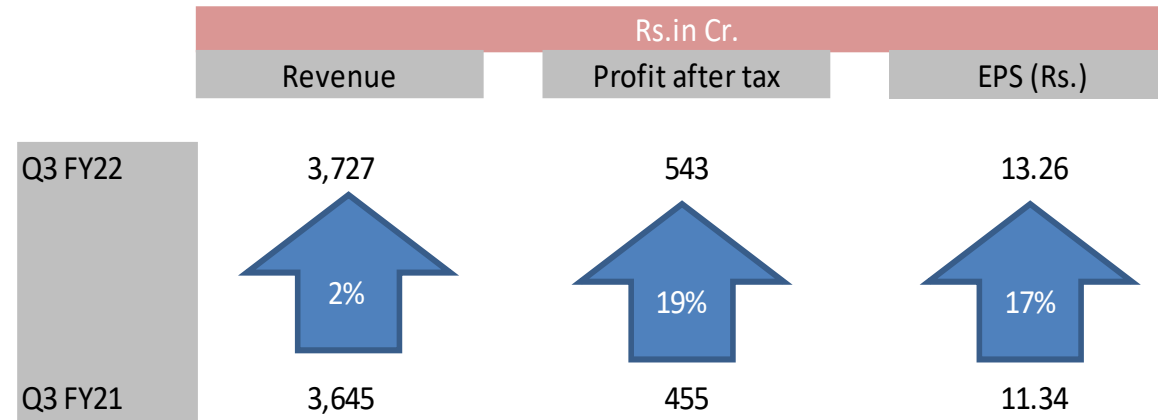 Rs.in Cr.
Revenue Profit after tax EPS (Rs.)
Q3 FY22 3,727 543 13.26
2% 19% 17%
Q3 FY21 3,645 455 11.34